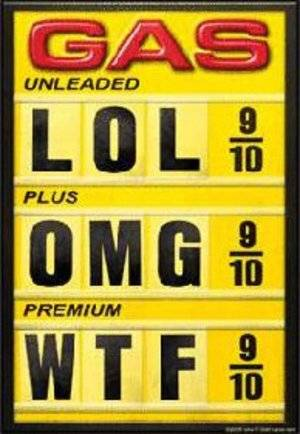 GAS
UNLEADED
LOL 9/10
PLUS
OMG 9/10
PREMIUM
WTF 9/10